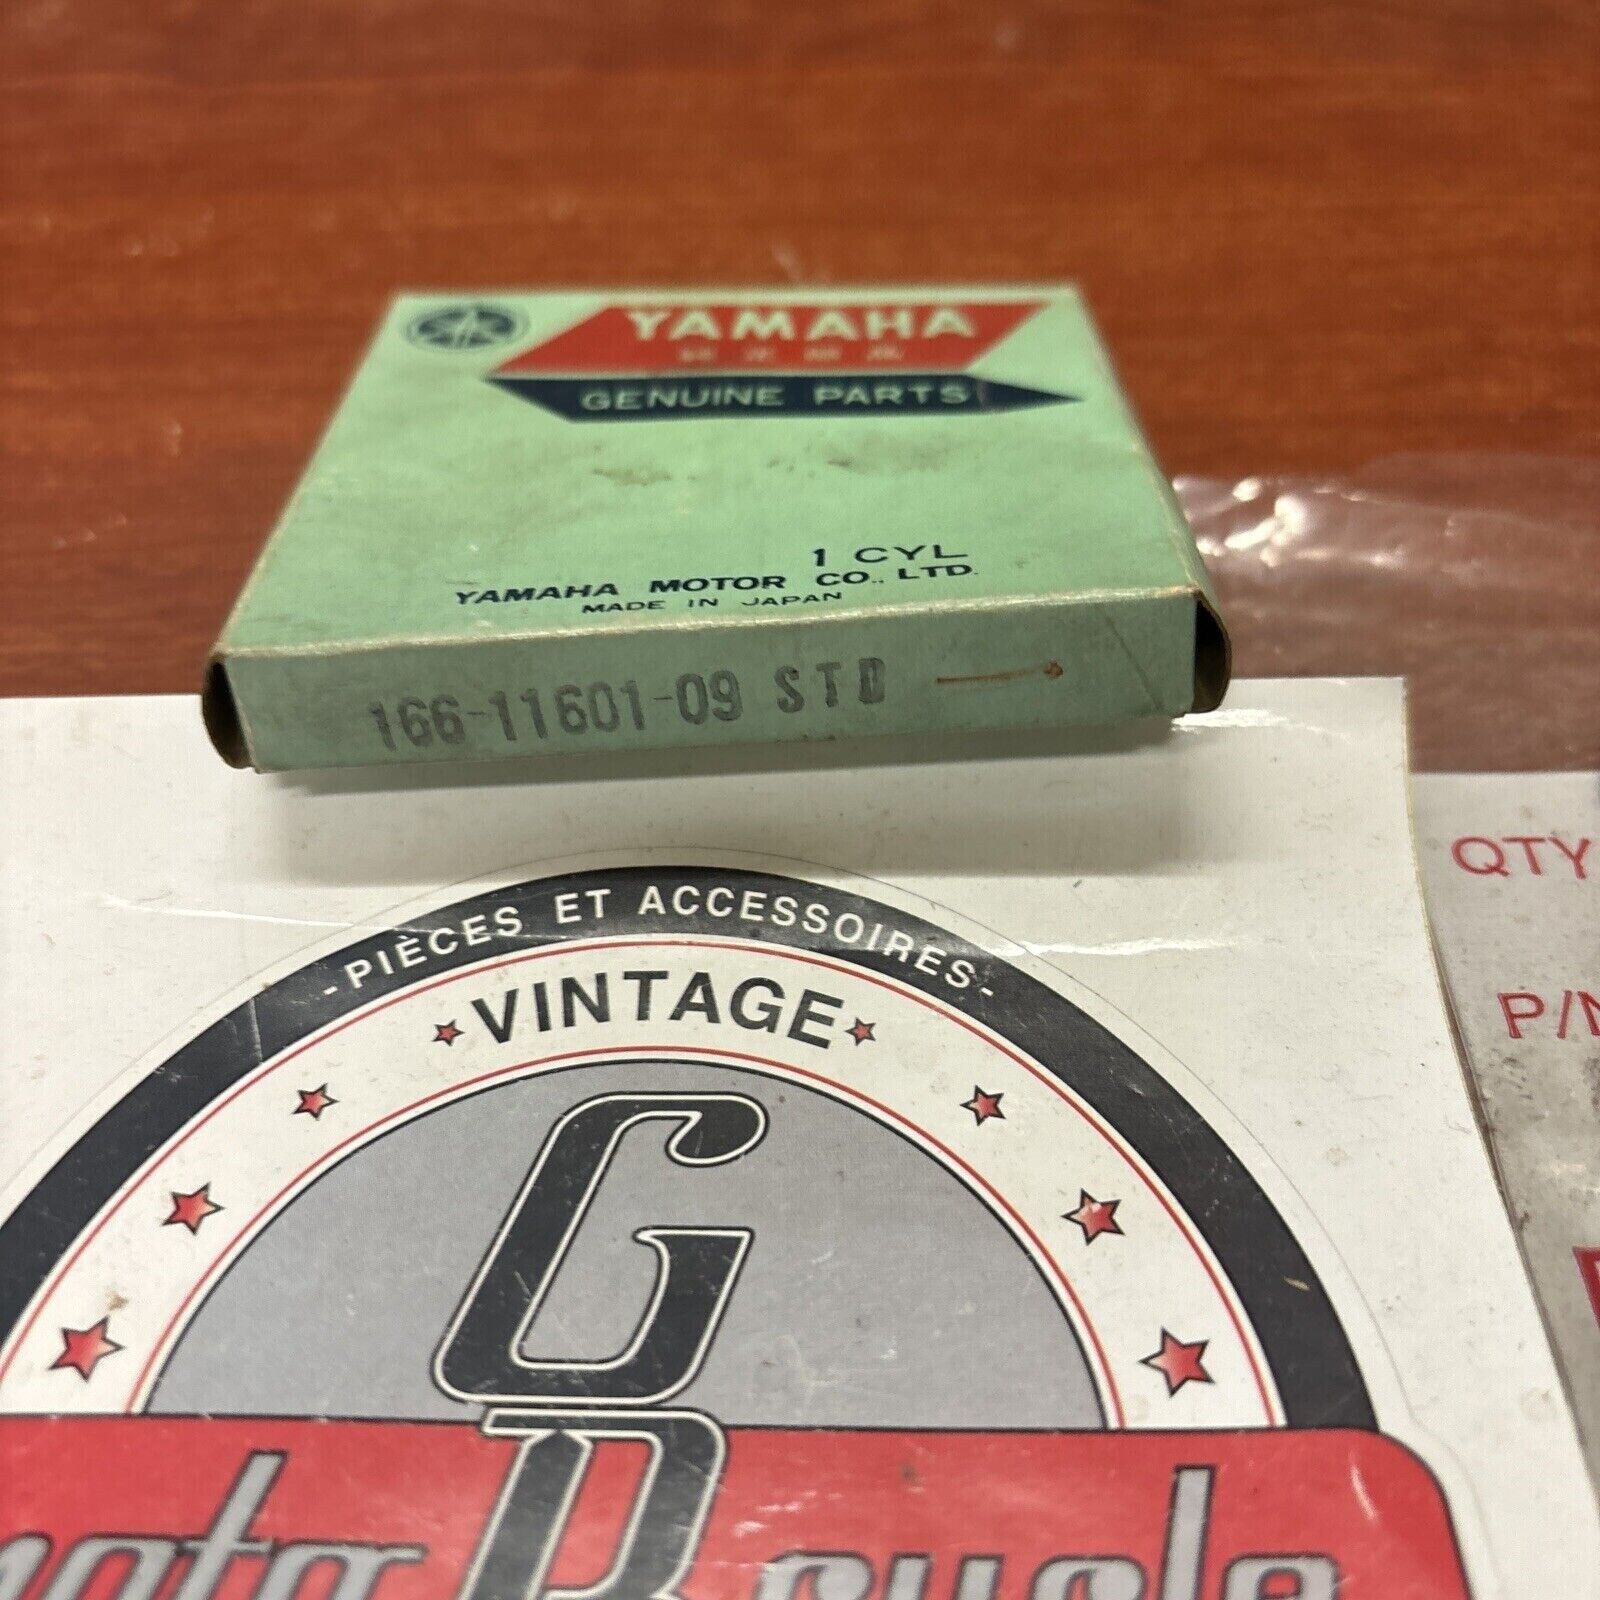 YAMAHA
GENUINE PARTS
1 CYL
YAMAHA MOTOR CO., LTD.
MADE IN JAPAN
166-11601-09 STD
QTY
-PIÈCES ET ACCESSOIRES-
VINTAGE
P/N
G
B